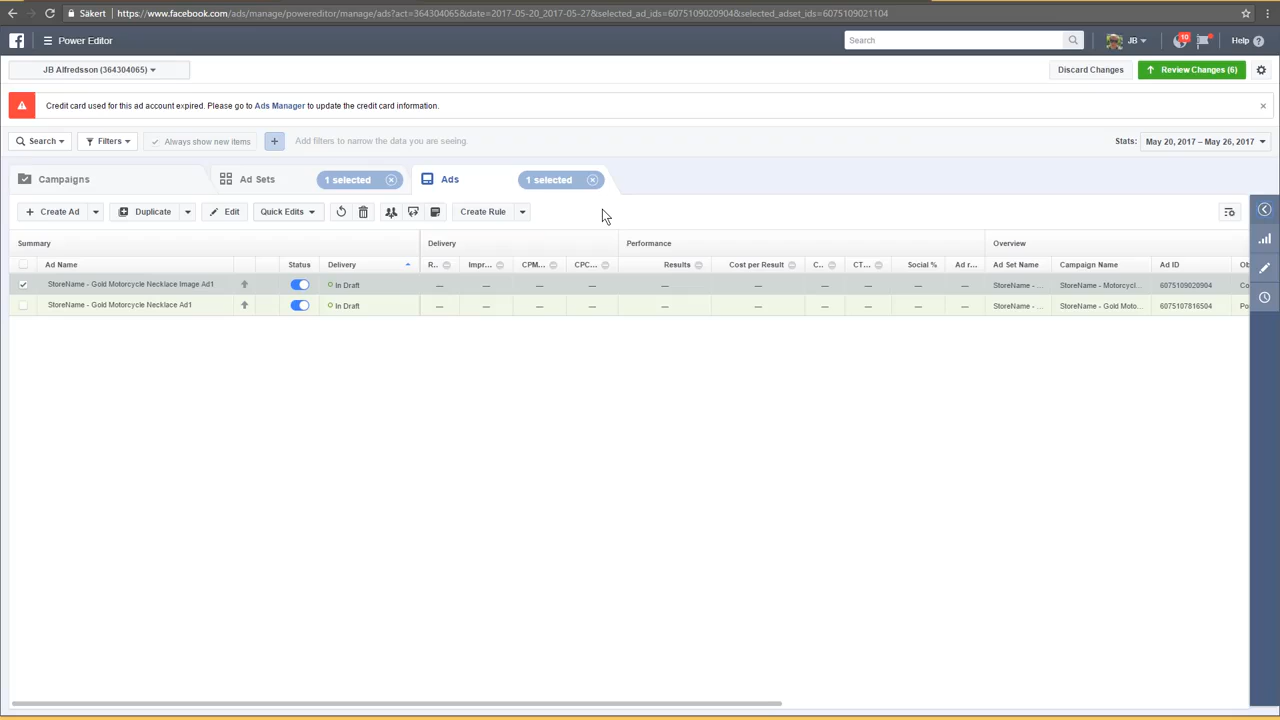 Säkert https://www.facebook.com/ads/manage/powereditor/manage/ads?act=364304065&date=2017-05-20_2017-05-27&selected_ad_ids=6075109020904&selected_adset_ids=6075109021104
Power Editor
Search
JB
10
Help
JB Alfredsson (364304065)
Discard Changes
Review Changes (6)
Credit card used for this ad account expired. Please go to Ads Manager to update the credit card information.
Search
Filters
Always show new items
Add filters to narrow the data you are seeing.
Stats:
May 20, 2017 – May 26, 2017
Campaigns
Ad Sets
1 selected
Ads
1 selected
Create Ad
Duplicate
Edit
Quick Edits
Create Rule
Summary
Delivery
Performance
Overview
Ad Name
Status
Delivery
R...
Impr...
CPM...
CPC...
Results
Cost per Result
C...
CT...
Social %
Ad r...
Ad Set Name
Campaign Name
Ad ID
Ob
StoreName - Gold Motorcycle Necklace Image Ad1
In Draft
— — — — — — — — — —
StoreName - ...
StoreName - Motorcycl...
6075109020904
Co
StoreName - Gold Motorcycle Necklace Ad1
In Draft
— — — — — — — — — —
StoreName - ...
StoreName - Gold Moto...
6075107816504
Po